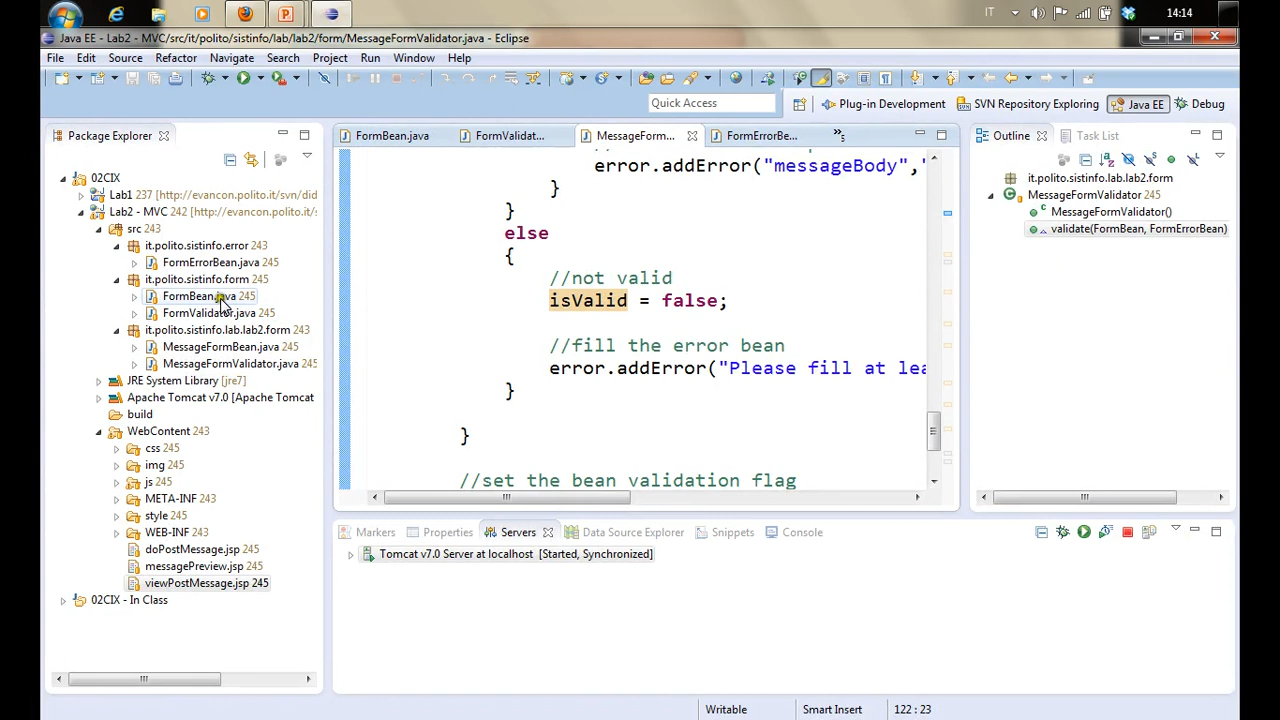 IT
14:14
Java EE - Lab2 - MVC/src/it/polito/sistinfo/lab/lab2/form/MessageFormValidator.java - Eclipse
File Edit Source Refactor Navigate Search Project Run Window Help
Quick Access
Plug-in Development
SVN Repository Exploring
Java EE
Debug
Package Explorer
02CIX
Lab1 237 [http://evancon.polito.it/svn/did
Lab2 - MVC 242 [http://evancon.polito.it/s
src 243
it.polito.sistinfo.error 243
FormErrorBean.java 245
it.polito.sistinfo.form 245
FormBean.java 245
FormValidator.java 245
it.polito.sistinfo.lab.lab2.form 243
MessageFormBean.java 245
MessageFormValidator.java 245
JRE System Library [jre7]
Apache Tomcat v7.0 [Apache Tomcat
build
WebContent 243
css 245
img 245
js 245
META-INF 243
style 245
WEB-INF 243
doPostMessage.jsp 245
messagePreview.jsp 245
viewPostMessage.jsp 245
02CIX - In Class
FormBean.java
FormValidat...
MessageForm...
FormErrorBe...
»5
error.addError("messageBody","
}
}
else
{
//not valid
isValid = false;
//fill the error bean
error.addError("Please fill at lea
}
}
//set the bean validation flag
Outline
Task List
it.polito.sistinfo.lab.lab2.form
MessageFormValidator 245
MessageFormValidator()
validate(FormBean, FormErrorBean)
Markers
Properties
Servers
Data Source Explorer
Snippets
Console
Tomcat v7.0 Server at localhost [Started, Synchronized]
Writable
Smart Insert
122 : 23